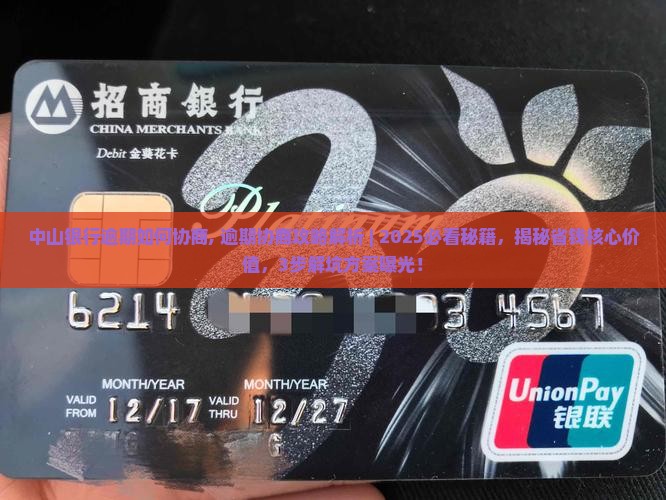 招商銀行
CHINA MERCHANTS BANK
Debit 金葵花卡
Platinum
中山银行逾期如何协商, 逾期协商攻略解析 | 2025必看秘籍，揭秘省钱核心价
值，3步解坑方案曝光！
6214 3 4567
MONTH/YEAR MONTH/YEAR
VALID FROM 12/17 VALID THRU 12/27
UnionPay
银联